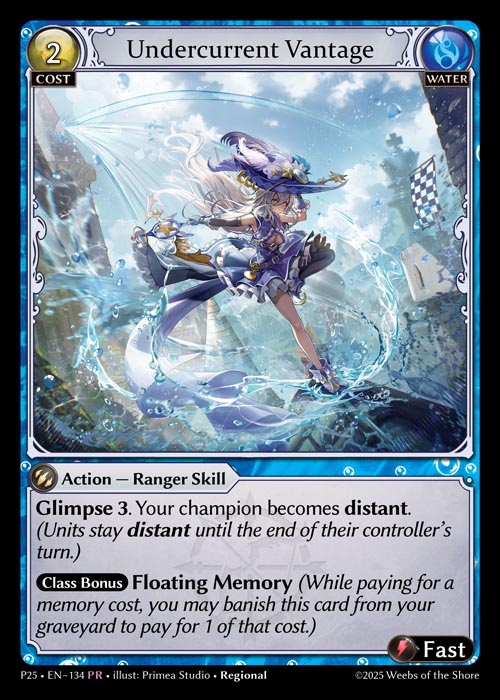 2
COST
Undercurrent Vantage
WATER
Action — Ranger Skill
Glimpse 3. Your champion becomes distant.
(Units stay distant until the end of their controller's
turn.)
Class Bonus Floating Memory (While paying for a
memory cost, you may banish this card from your
graveyard to pay for 1 of that cost.)
Fast
P25 • EN–134 PR • illust: Primea Studio • Regional
©2025 Weebs of the Shore